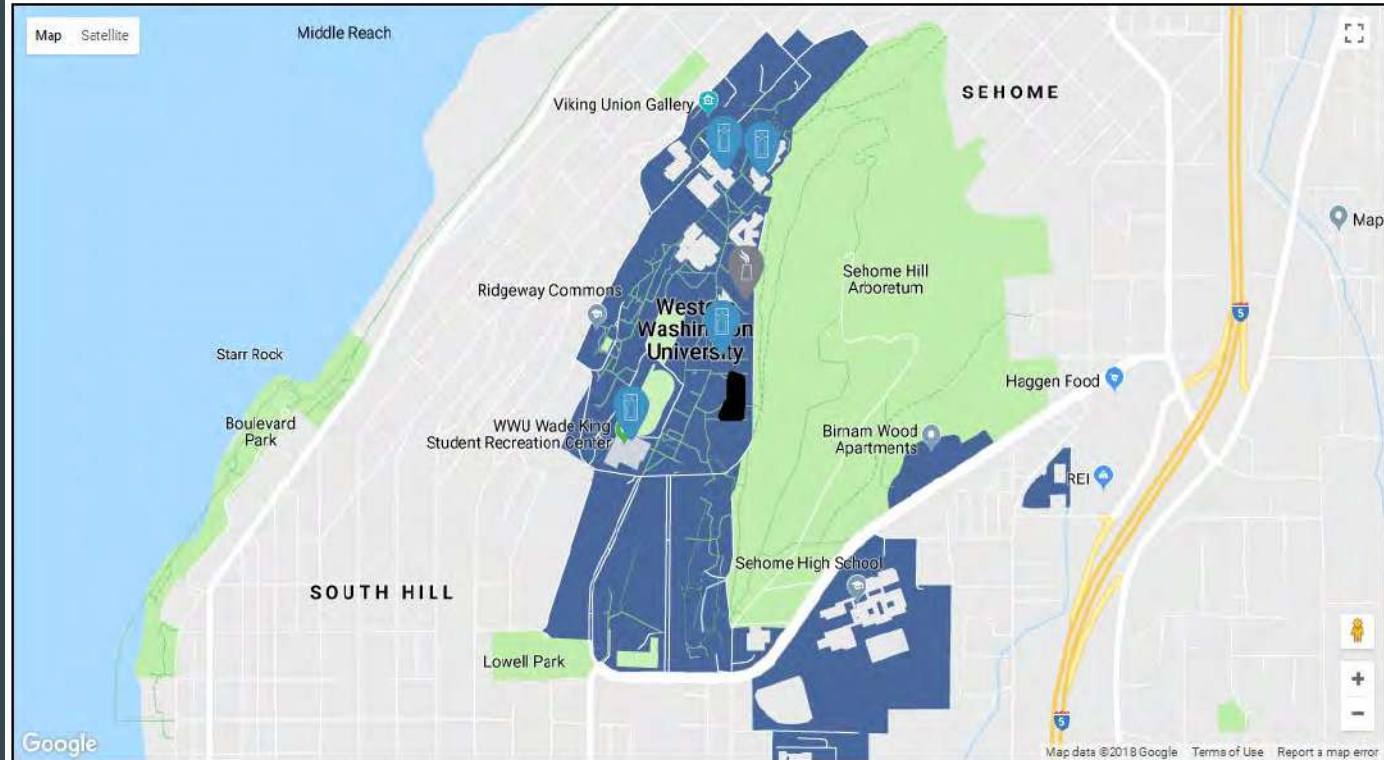 Map Satellite
Middle Reach
SEHOME
Viking Union Gallery
Map
Sehome Hill
Arboretum
Ridgeway Commons
Western
Washington
University
5
Starr Rock
Haggen Food
Boulevard
Park
WWU Wade King
Student Recreation Center
Birnam Wood
Apartments
REI
Sehome High School
SOUTH HILL
Lowell Park
5
Google
Map data ©2018 Google Terms of Use Report a map error